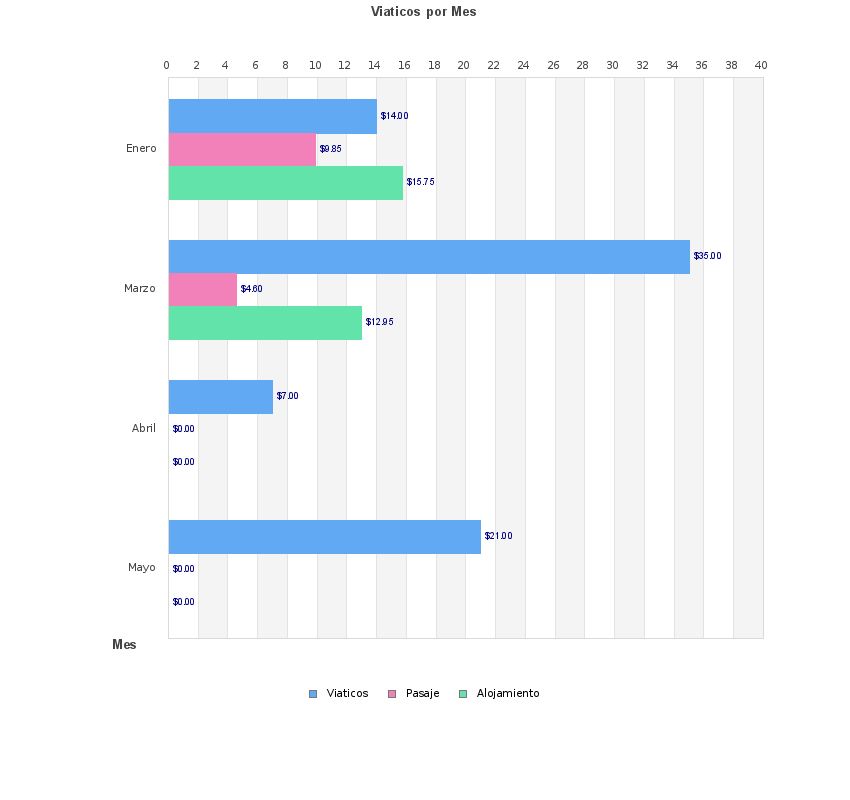 Viaticos por Mes
0 2 4 6 8 10 12 14 16 18 20 22 24 26 28 30 32 34 36 38 40
$14.00
Enero $9.85
$15.75
$35.00
Marzo $4.60
$12.95
$7.00
Abril $0.00
$0.00
$21.00
Mayo $0.00
$0.00
Mes
Viaticos Pasaje Alojamiento